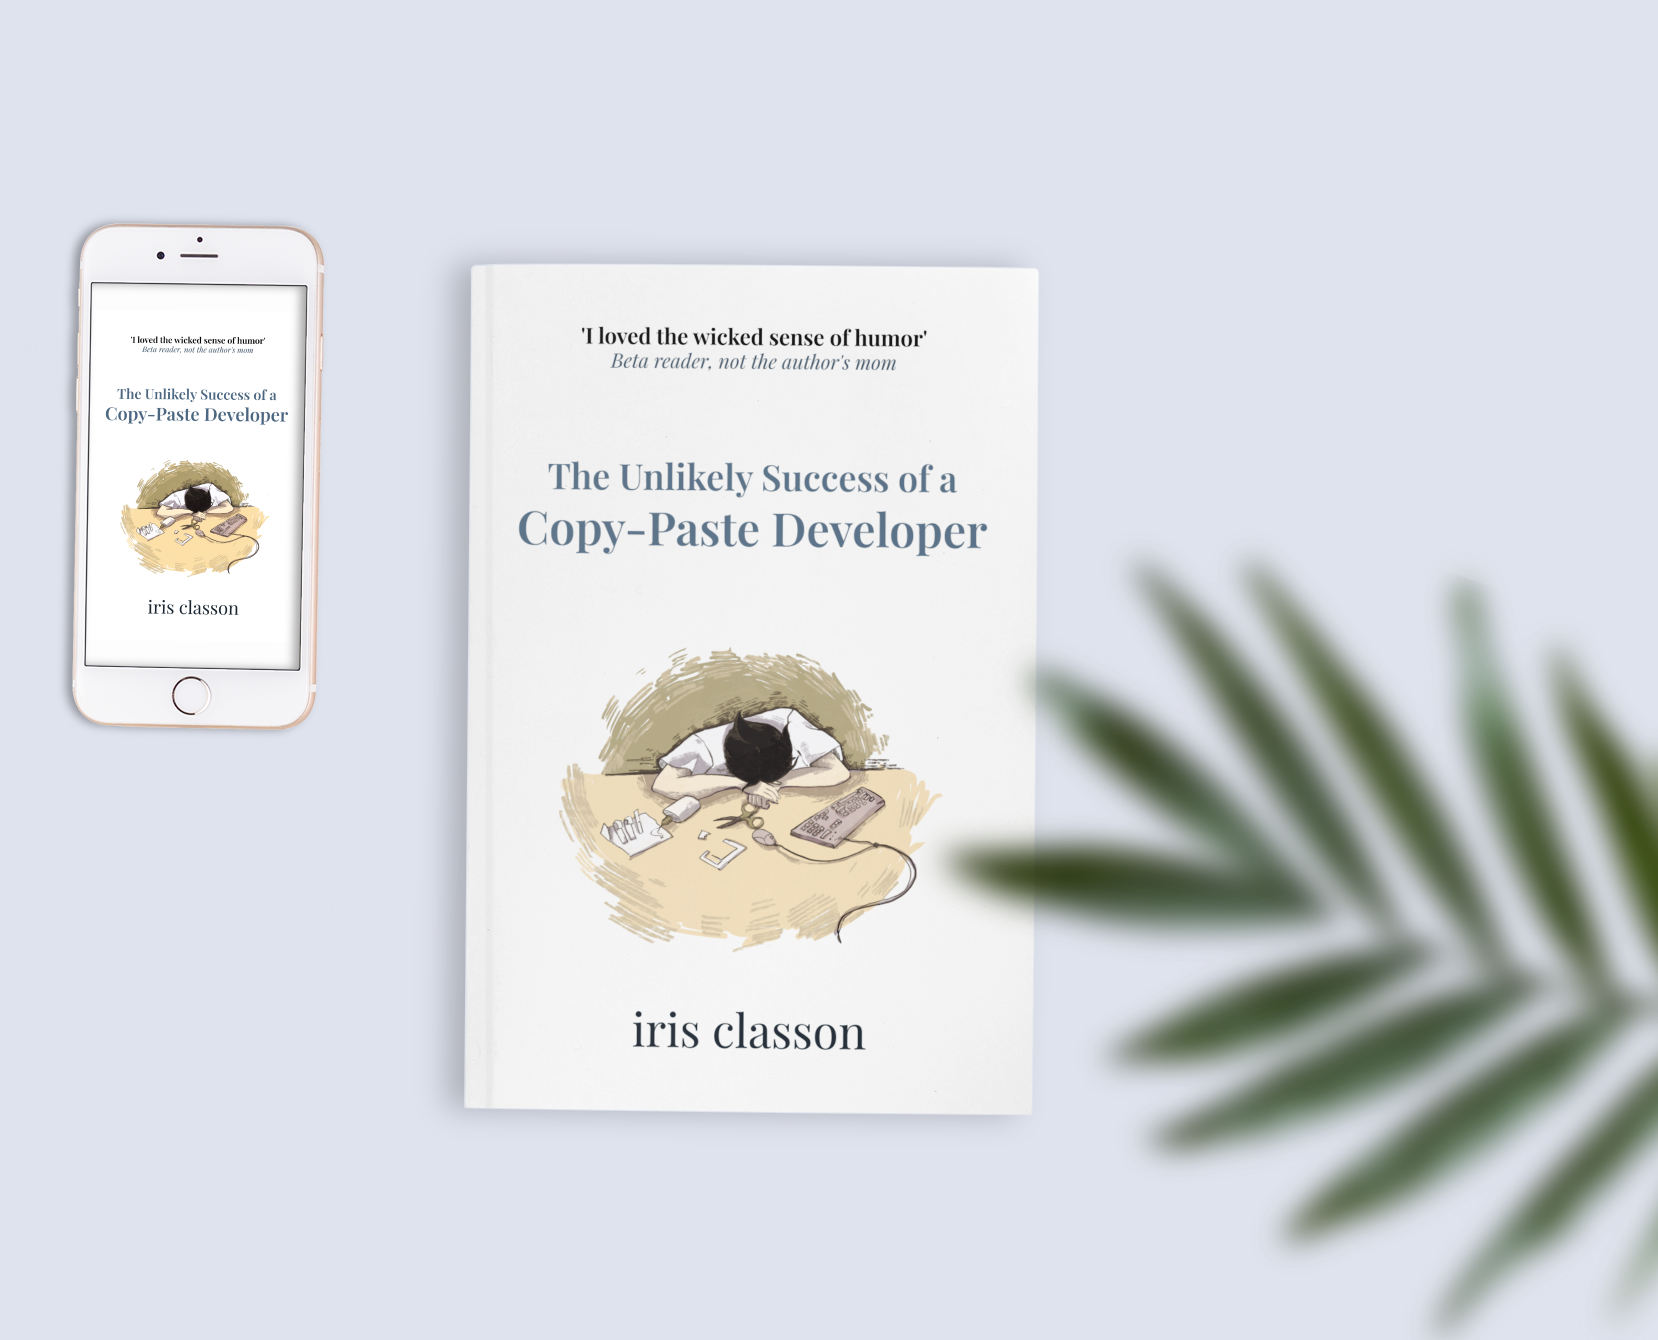 'I loved the wicked sense of humor'
Beta reader, not the author's mom
The Unlikely Success of a
Copy-Paste Developer
iris classon
'I loved the wicked sense of humor'
Beta reader, not the author's mom
The Unlikely Success of a
Copy-Paste Developer
iris classon